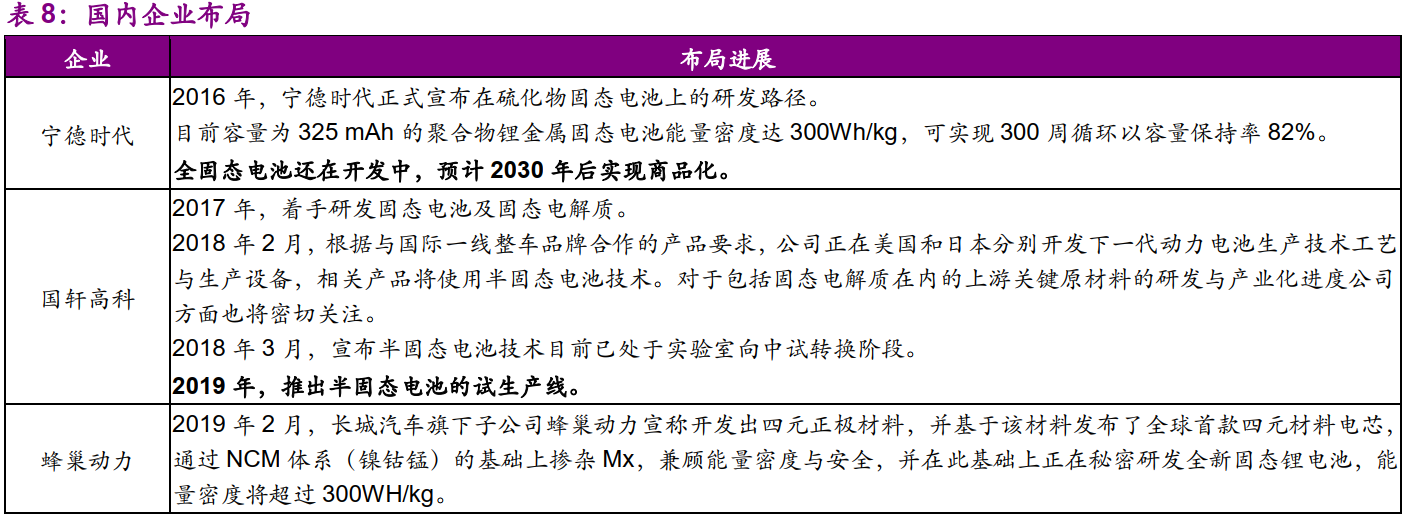 表 8：国内企业布局
企业
布局进展
宁德时代
2016 年，宁德时代正式宣布在硫化物固态电池上的研发路径。
目前容量为 325 mAh 的聚合物锂金属固态电池能量密度达 300Wh/kg，可实现 300 周循环以容量保持率 82%。
全固态电池还在开发中，预计 2030 年后实现商品化。
国轩高科
2017 年，着手研发固态电池及固态电解质。
2018 年 2 月，根据与国际一线整车品牌合作的产品要求，公司正在美国和日本分别开发下一代动力电池生产技术工艺
与生产设备，相关产品将使用半固态电池技术。对于包括固态电解质在内的上游关键原材料的研发与产业化进度公司
方面也将密切关注。
2018 年 3 月，宣布半固态电池技术目前已处于实验室向中试转换阶段。
2019 年，推出半固态电池的试生产线。
蜂巢动力
2019 年 2 月，长城汽车旗下子公司蜂巢动力宣称开发出四元正极材料，并基于该材料发布了全球首款四元材料电芯，
通过 NCM 体系（镍钴锰）的基础上掺杂 Mx，兼顾能量密度与安全，并在此基础上正在秘密研发全新固态锂电池，能
量密度将超过 300WH/kg。